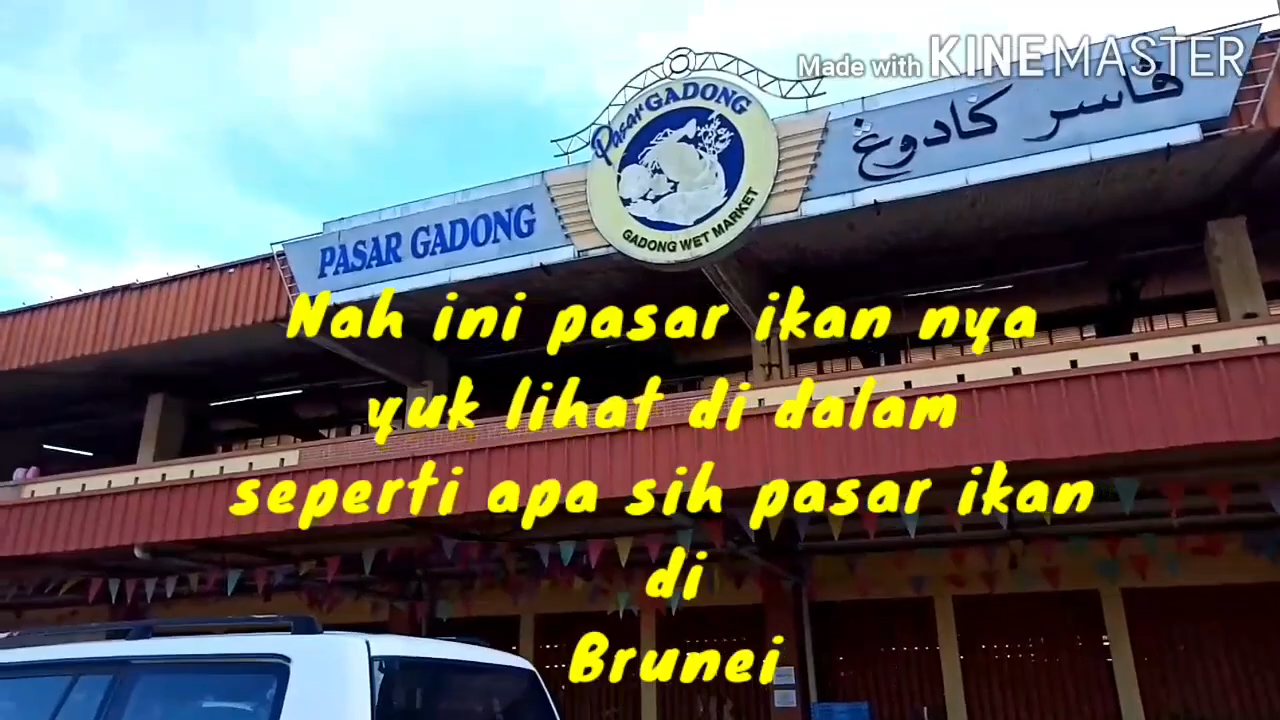 Made with KINEMASTER
Pasar GADONG
GADONG WET MARKET
PASAR GADONG
ڤاسر ݢادوڠ
Nah ini pasar ikan nya
yuk lihat di dalam
seperti apa sih pasar ikan
di
Brunei